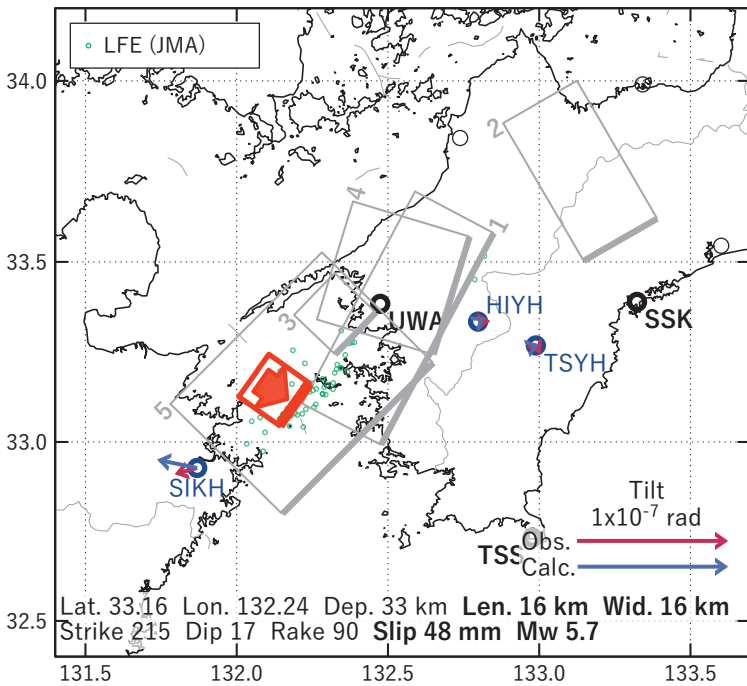 LFE (JMA)
34.0
33.5
33.0
32.5
2
4
1
3
5
UWA
HIYH
SSK
TSYH
SIKH
Tilt
1x10-7 rad
TSS
Obs.
Calc.
Lat. 33.16 Lon. 132.24 Dep. 33 km Len. 16 km Wid. 16 km
Strike 215 Dip 17 Rake 90 Slip 48 mm Mw 5.7
131.5 132.0 132.5 133.0 133.5